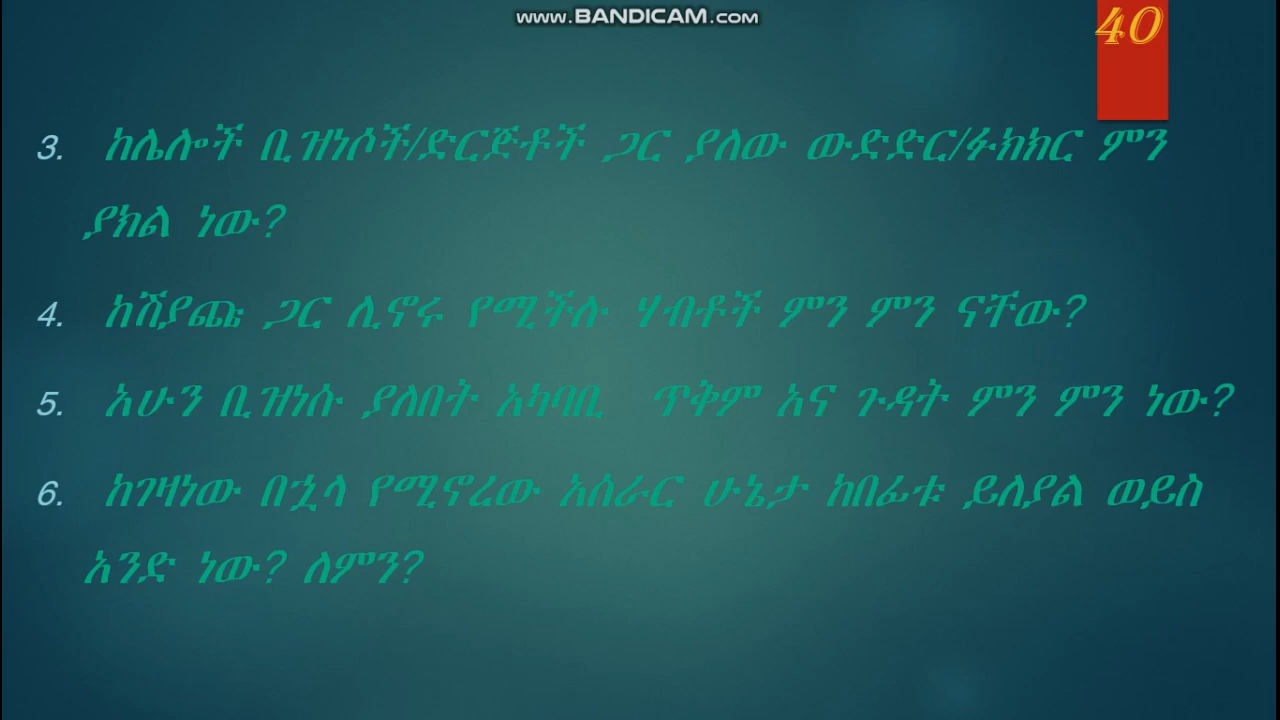 www.BANDICAM.com
40
3. ከሌሎች ቢዝነሶች/ድርጅቶች ጋር ያለው ውድድር/ፉክክር ምን
ያክል ነው?
4. ከሽያጩ ጋር ሊኖሩ የሚችሉ ሃብቶች ምን ምን ናቸው?
5. አሁን ቢዝነሱ ያለበት አካባቢ ጥቅም እና ጉዳት ምን ምን ነው?
6. ከገዛነው በኋላ የሚኖረው አሰራር ሁኔታ ከበፊቱ ይለያል ወይስ
አንድ ነው? ለምን?